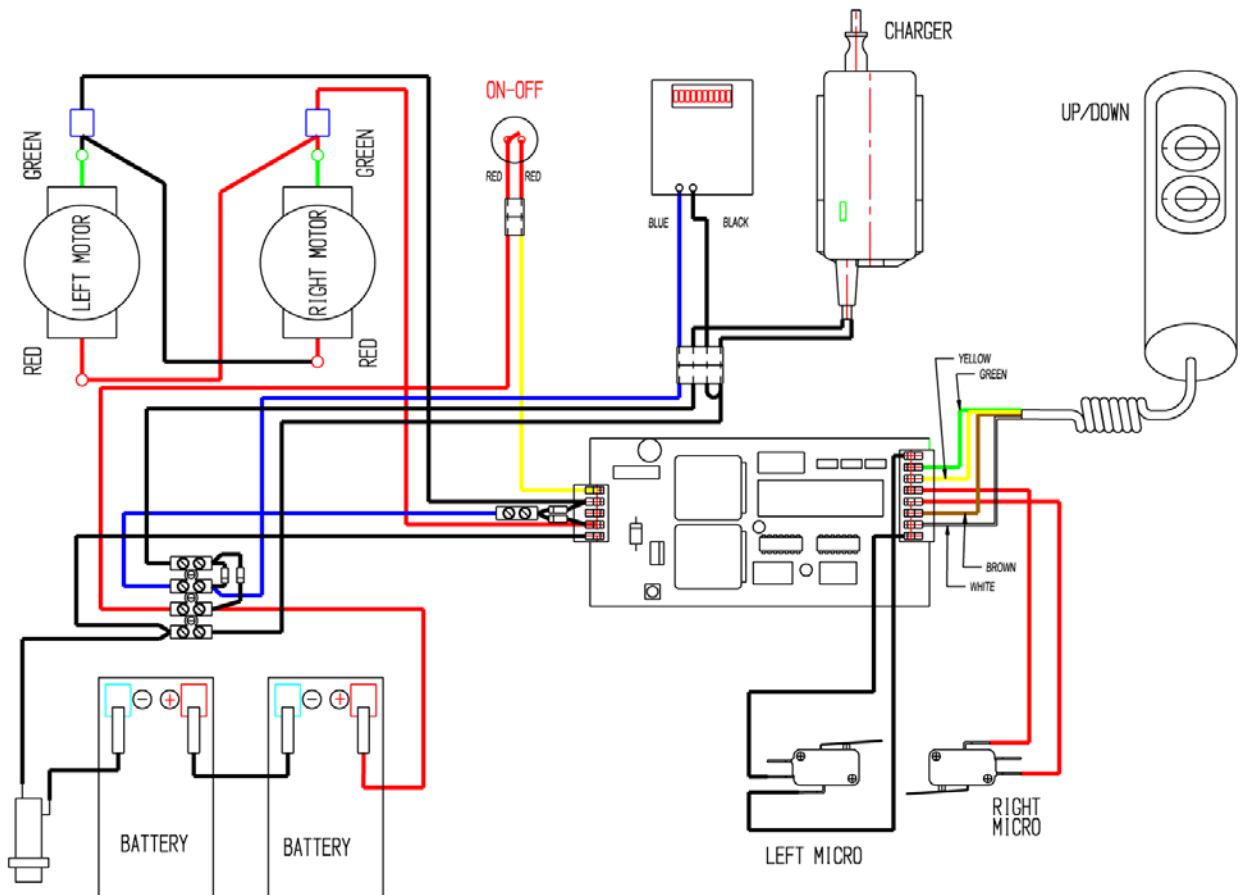 CHARGER
ON-OFF
UP/DOWN
GREEN
GREEN
RED
RED
LEFT MOTOR
RIGHT MOTOR
BLUE
BLACK
RED
RED
YELLOW
GREEN
BROWN
WHITE
BATTERY
BATTERY
LEFT MICRO
RIGHT
MICRO